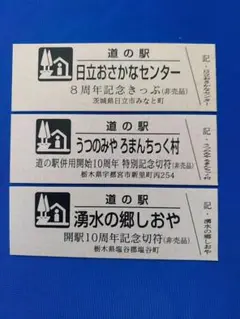 道の駅
日立おさかなセンター
8周年記念きっぷ(非売品)
茨城県日立市みなと町
道の駅
うつのみや ろまんちっく村
道の駅併用開始10周年 特別記念切符(非売品)
栃木県宇都宮市新里町丙254
道の駅
湧水の郷しおや
開駅10周年記念切符(非売品)
栃木県塩谷郡塩谷町